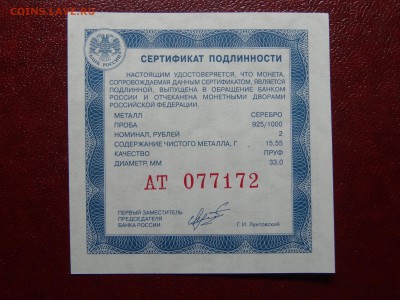 COINS.LAVE.RU
БАНК РОССИИ
СЕРТИФИКАТ ПОДЛИННОСТИ
НАСТОЯЩИМ УДОСТОВЕРЯЕТСЯ, ЧТО МОНЕТА,
СОПРОВОЖДАЕМАЯ ДАННЫМ СЕРТИФИКАТОМ, ЯВЛЯЕТСЯ
ПОДЛИННОЙ, ВЫПУЩЕНА В ОБРАЩЕНИЕ БАНКОМ
РОССИИ И ОТЧЕКАНЕНА МОНЕТНЫМИ ДВОРАМИ
РОССИЙСКОЙ ФЕДЕРАЦИИ.
МЕТАЛЛ СЕРЕБРО
ПРОБА 925/1000
НОМИНАЛ, РУБЛЕЙ 2
СОДЕРЖАНИЕ ЧИСТОГО МЕТАЛЛА, Г 15.55
КАЧЕСТВО ПРУФ
ДИАМЕТР, ММ 33.0
АТ 077172
ПЕРВЫЙ ЗАМЕСТИТЕЛЬ
ПРЕДСЕДАТЕЛЯ
БАНКА РОССИИ Г. И. Лунтовский